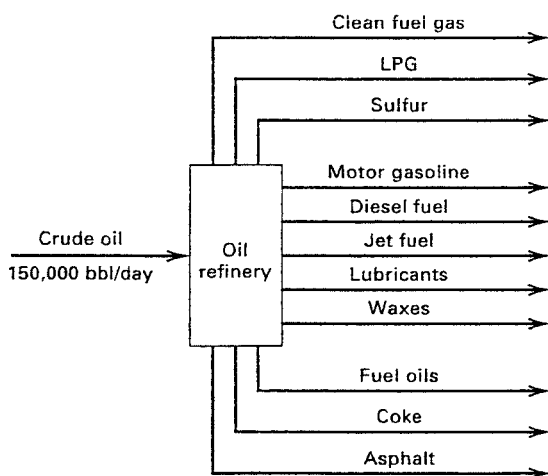 Clean fuel gas
LPG
Sulfur
Motor gasoline
Diesel fuel
Jet fuel
Lubricants
Waxes
Crude oil
150,000 bbl/day
Oil
refinery
Fuel oils
Coke
Asphalt